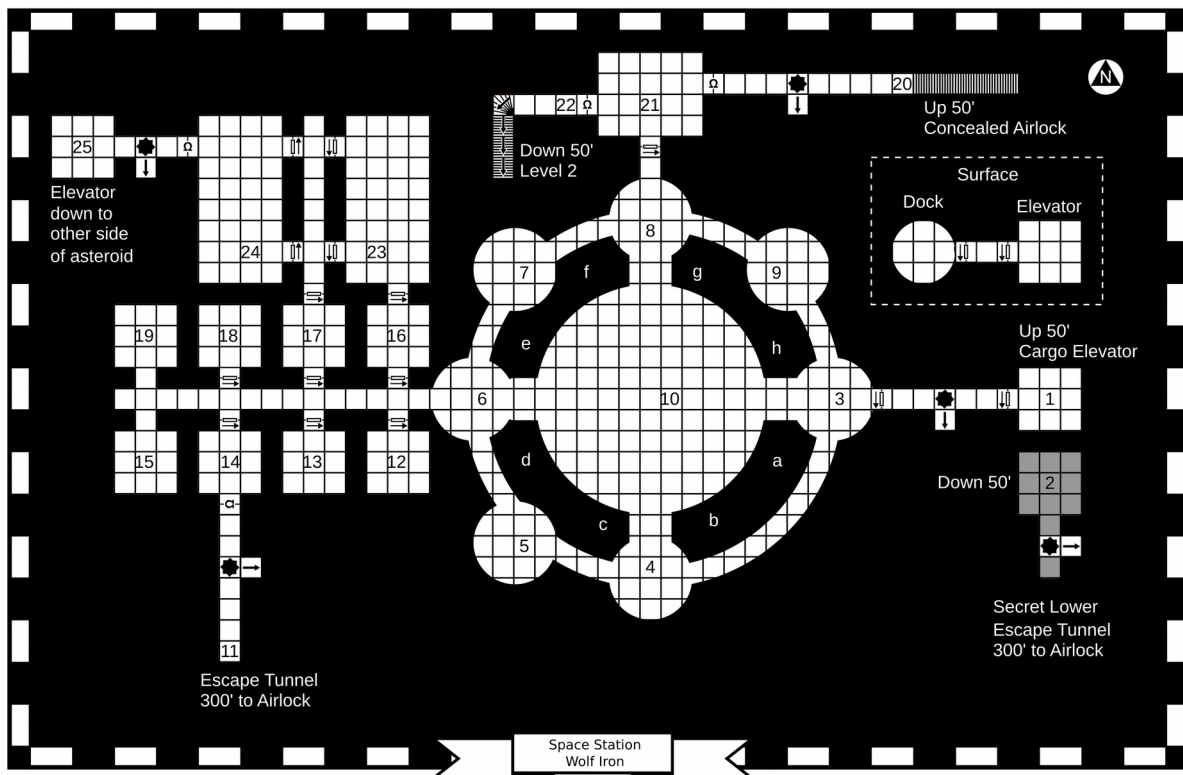 20
Up 50'
Concealed Airlock
N
22
21
Down 50'
Level 2
25
Elevator
down to
other side
of asteroid
24
23
Surface
Dock
Elevator
8
7
f
g
9
19
18
17
16
e
h
Up 50'
Cargo Elevator
6
10
3
1
15
14
13
12
d
a
Down 50'
2
c
b
5
4
11
Secret Lower
Escape Tunnel
300' to Airlock
Escape Tunnel
300' to Airlock
Space Station
Wolf Iron